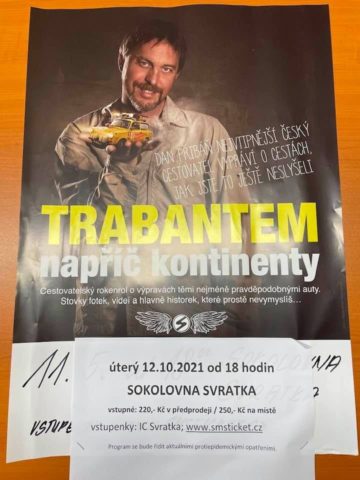 DAN PŘIBÁŇ NEJVTIPNĚJŠÍ ČESKÝ
CESTOVATEL, VYPRÁVÍ O CESTÁCH,
JAK JSTE TO JEŠTĚ NESLYŠELI
TRABANTEM
napříč kontinenty
Cestovatelský rokenrol o výpravách těmi nejméně pravděpodobnými auty.
Stovky fotek, videí a hlavně historek, které prostě nevymyslíš...
S
11.
VSTUPE
úterý 12.10.2021 od 18 hodin
SOKOLOVNA SVRATKA
vstupné: 220,- Kč v předprodeji / 250,- Kč na místě
vstupenky: IC Svratka; www.smsticket.cz
Program se bude řídit aktuálními protiepidemickými opatřeními.